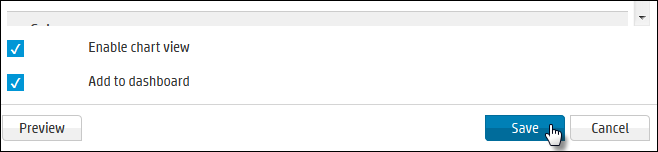 Enable chart view
Add to dashboard
Preview Save Cancel